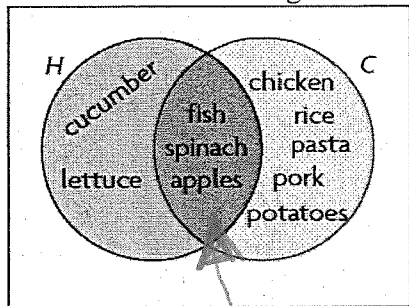 H
C
cucumber
lettuce
fish
spinach
apples
chicken
rice
pasta
pork
potatoes